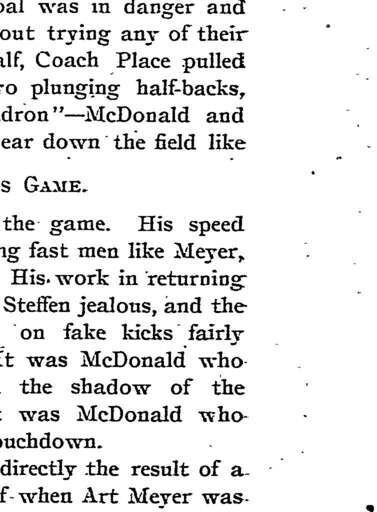 oal was in danger and
out trying any of their
alf, Coach Place pulled
ro plunging half-backs,
dron"—McDonald and
ear down the field like
s GAME.
the game. His speed
ng fast men like Meyer,
His work in returning
Steffen jealous, and the
on fake kicks fairly
It was McDonald who
the shadow of the
t was McDonald who
ouchdown.
directly the result of a
f when Art Meyer was